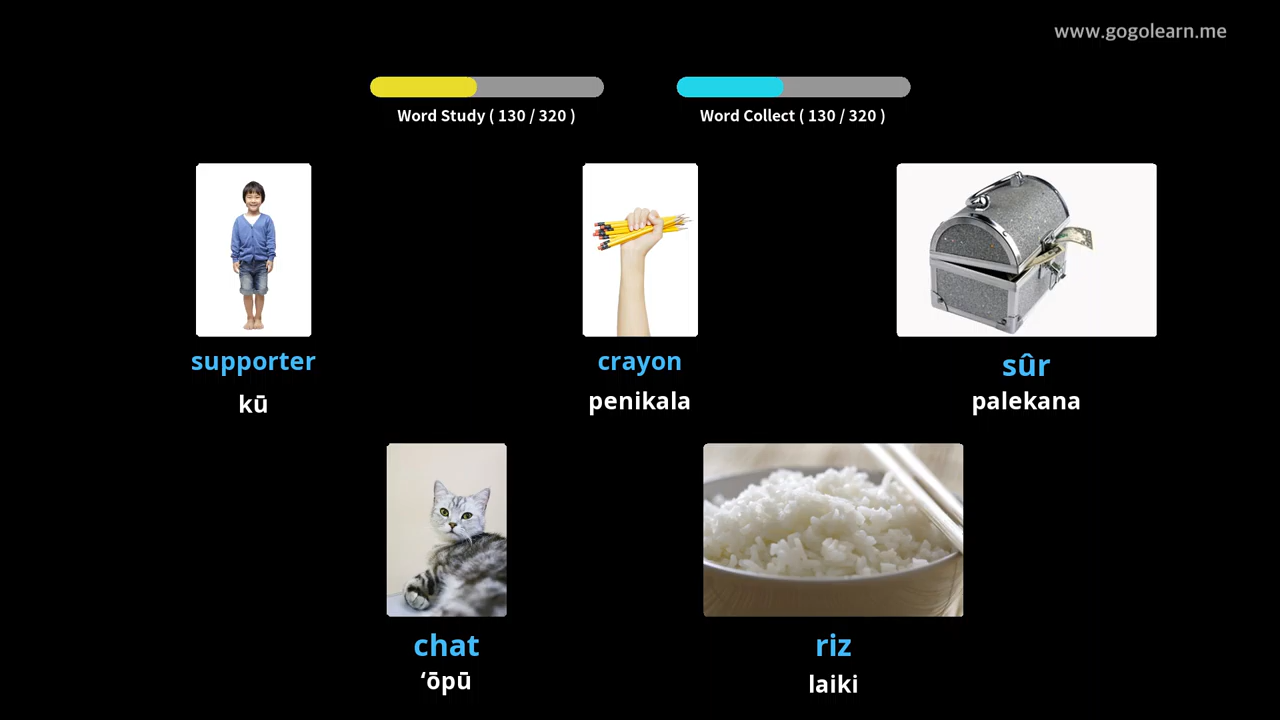 www.gogolearn.me
Word Study ( 130 / 320 )
Word Collect ( 130 / 320 )
supporter
kū
crayon
penikala
sûr
palekana
chat
ʻōpū
riz
laiki